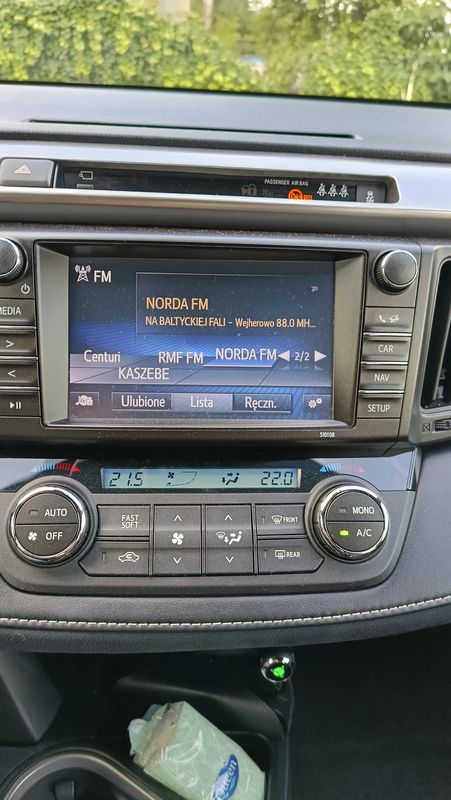 PASSENGER AIR BAG
FM
NORDA FM
NA BALTYCKIEJ FALI – Wejherowo 88.0 MH...
Centuri RMF FM NORDA FM 2/2
KASZEBE
Ulubione Lista Ręczn.
MEDIA
CAR
NAV
SETUP
510108
21.5 22.0
AUTO
OFF
FAST
SOFT
FRONT
REAR
MONO
A/C